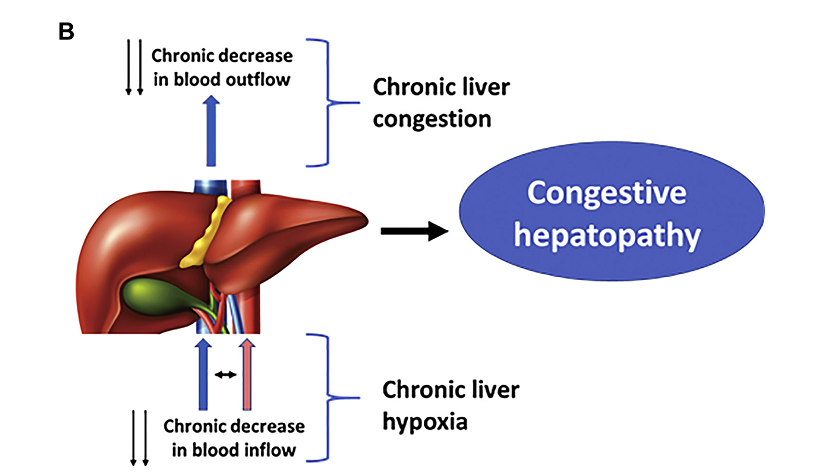 B
Chronic decrease
in blood outflow
Chronic liver
congestion
Congestive
hepatopathy
Chronic liver
hypoxia
Chronic decrease
in blood inflow